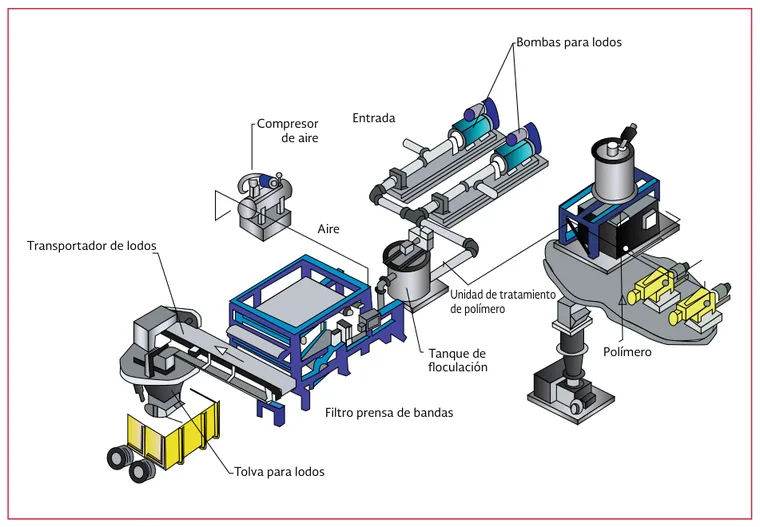 Bombas para lodos
Compresor
de aire
Entrada
Aire
Transportador de lodos
Unidad de tratamiento
de polímero
Tanque de
floculación
Polímero
Filtro prensa de bandas
Tolva para lodos